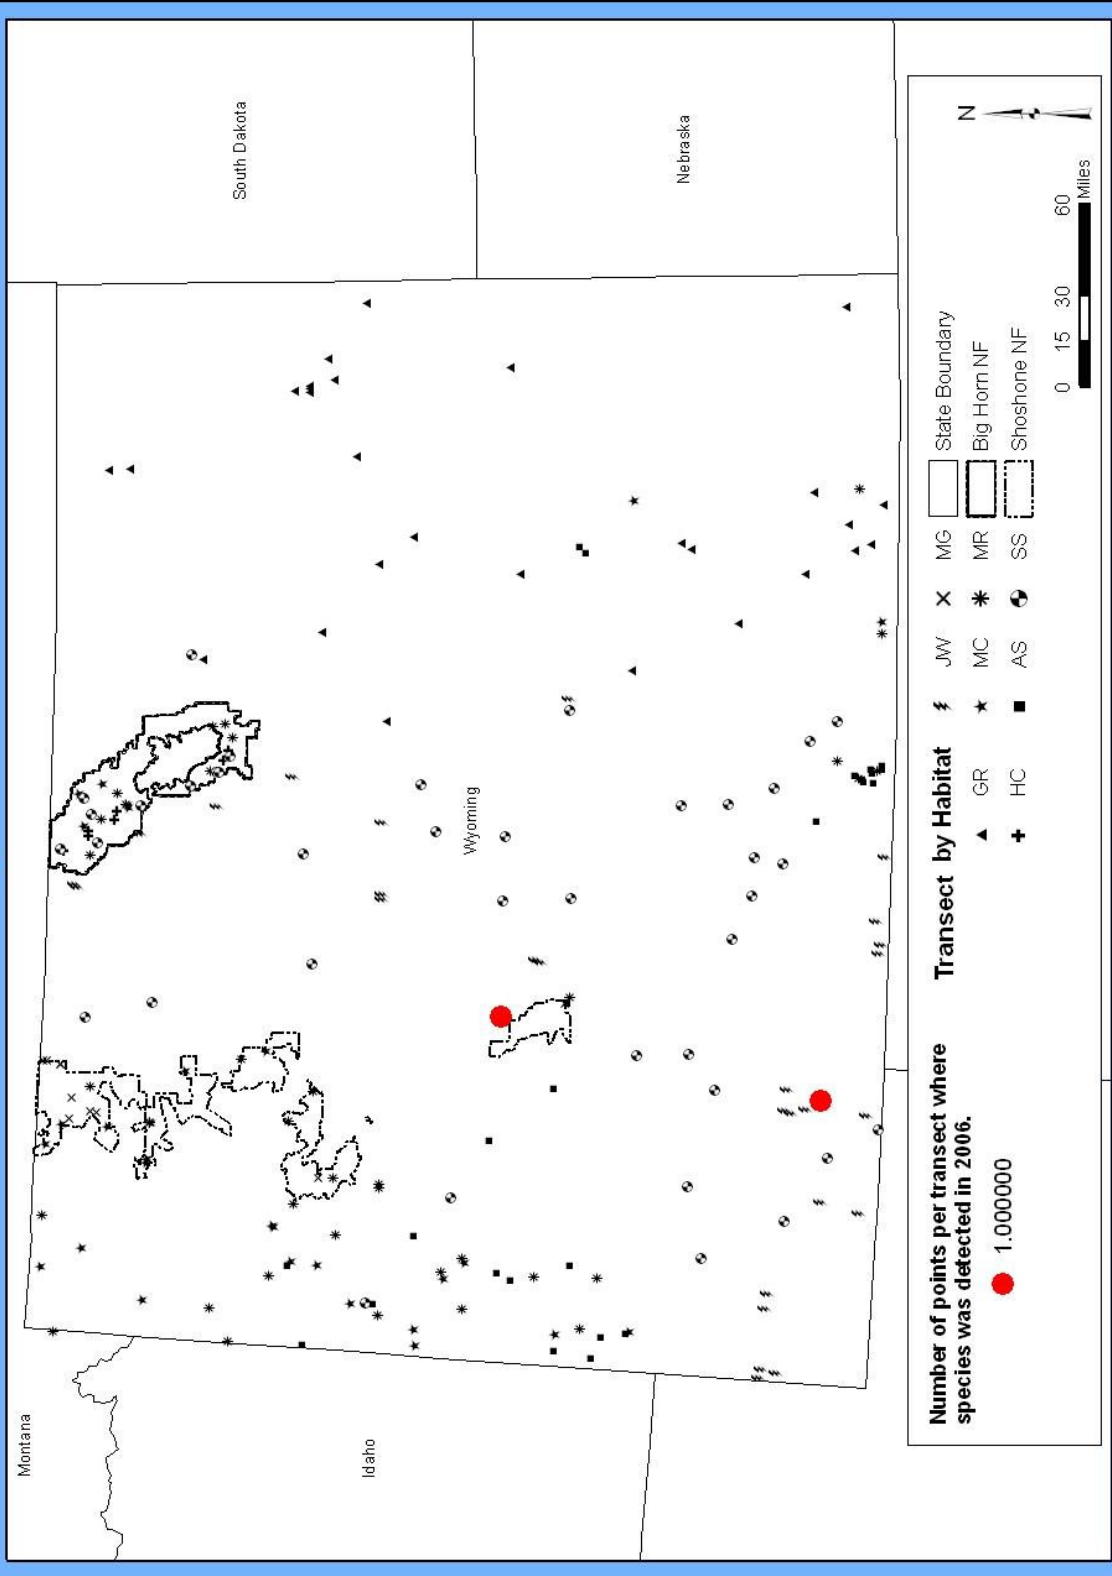 Montana
South Dakota
Idaho
Wyoming
Nebraska
Number of points per transect where
species was detected in 2006.
1.000000
Transect by Habitat
GR
HC
JW
MC
AS
MG
MR
SS
State Boundary
Big Horn NF
Shoshone NF
N
0 15 30 60
Miles